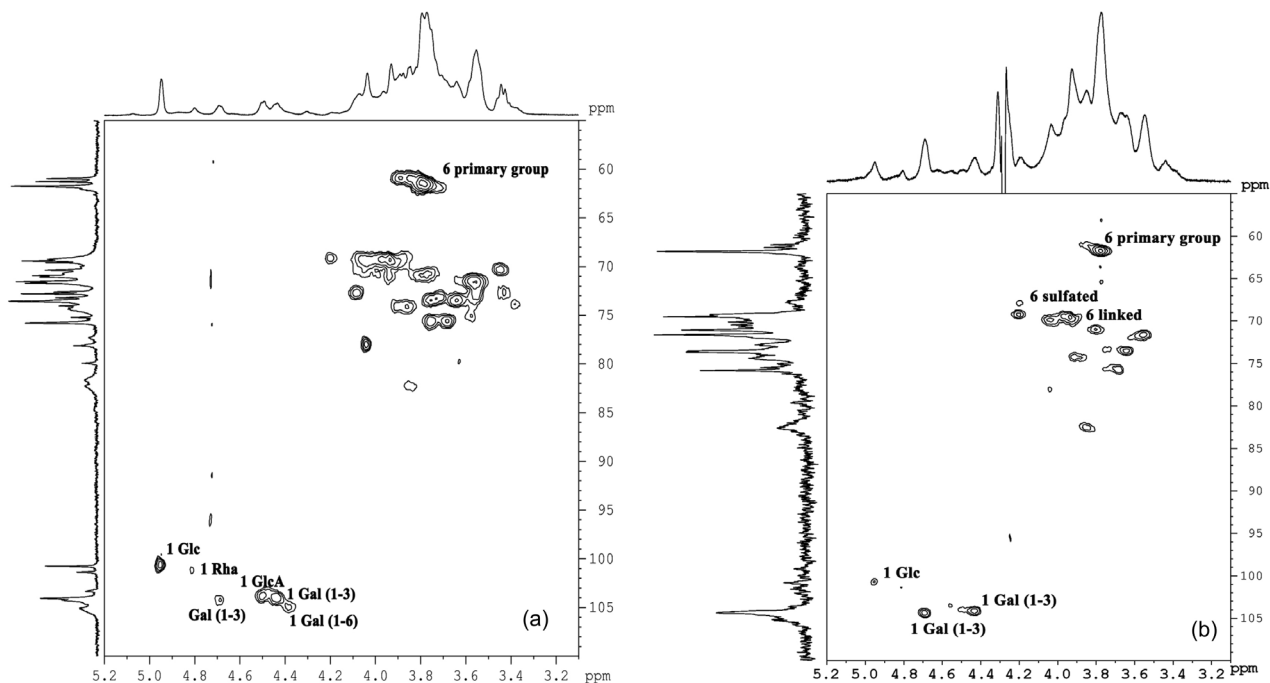 ppm
6 primary group
60
65
70
75
80
85
90
95
100
105
1 Glc
1 Rha
1 GlcA
1 Gal (1-3)
Gal (1-3)
1 Gal (1-6)
(a)
5.2 5.0 4.8 4.6 4.4 4.2 4.0 3.8 3.6 3.4 3.2 ppm
ppm
6 primary group
6 sulfated
6 linked
60
65
70
75
80
85
90
95
100
105
1 Glc
1 Gal (1-3)
1 Gal (1-3)
(b)
5.2 5.0 4.8 4.6 4.4 4.2 4.0 3.8 3.6 3.4 3.2 ppm